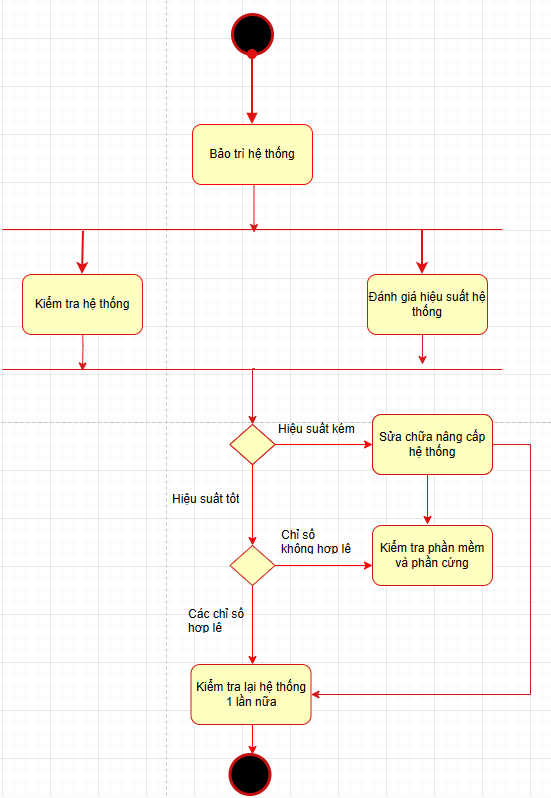 Bảo trì hệ thống
Kiểm tra hệ thống
Đánh giá hiệu suất hệ
thống
Hiệu suất kém
Sửa chữa nâng cấp
hệ thống
Hiệu suất tốt
Chỉ số
không hợp lệ
Kiểm tra phần mềm
và phần cứng
Các chỉ số
hợp lệ
Kiểm tra lại hệ thống
1 lần nữa